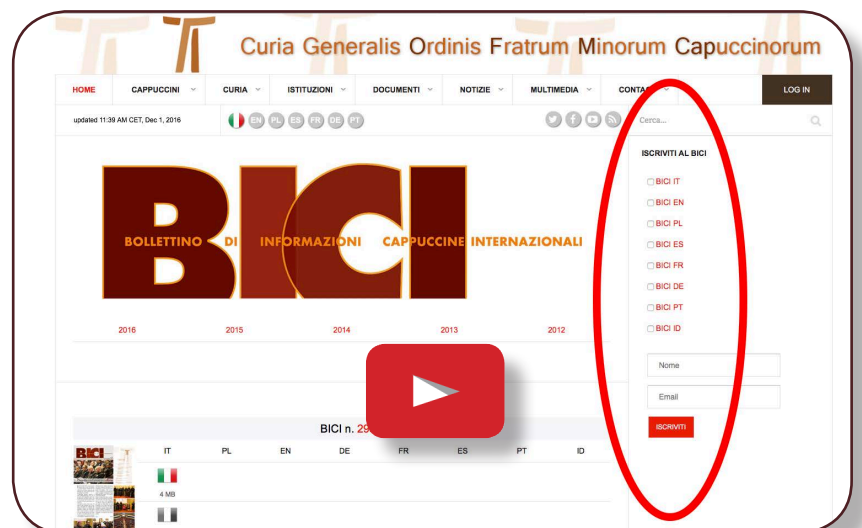 Curia Generalis Ordinis Fratrum Minorum Capuccinorum
HOME CAPPUCCINI CURIA ISTITUZIONI DOCUMENTI NOTIZIE MULTIMEDIA LOG IN
updated 11:39 AM CET, Dec 1, 2016 EN PL ES FR DE PT Cerca...
ISCRIVITI AL BICI
BICI IT
BICI EN
BICI PL
BICI ES
BICI FR
BICI DE
BICI PT
BICI ID
Nome
Email
ISCRIVITI
BICI
BOLLETTINO DI INFORMAZIONI CAPPUCCINE INTERNAZIONALI
2016 2015 2014 2013 2012
BICI n. 29
BICI
IT PL EN DE FR ES PT ID
4 MB